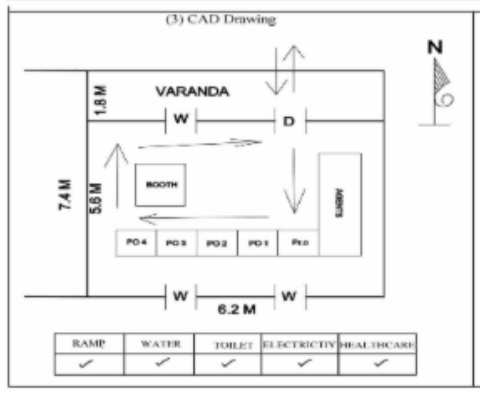 (3) CAD Drawing
N
VARANDA
1.8 M
W
D
7.4 M
5.6 M
BOOTH
AGENTS
PO 4 PO 3 PO 2 PO 1 Pr.o
W W
6.2 M
RAMP WATER TOILET ELECTRICTIY HEALTHCARE
✓ ✓ ✓ ✓ ✓